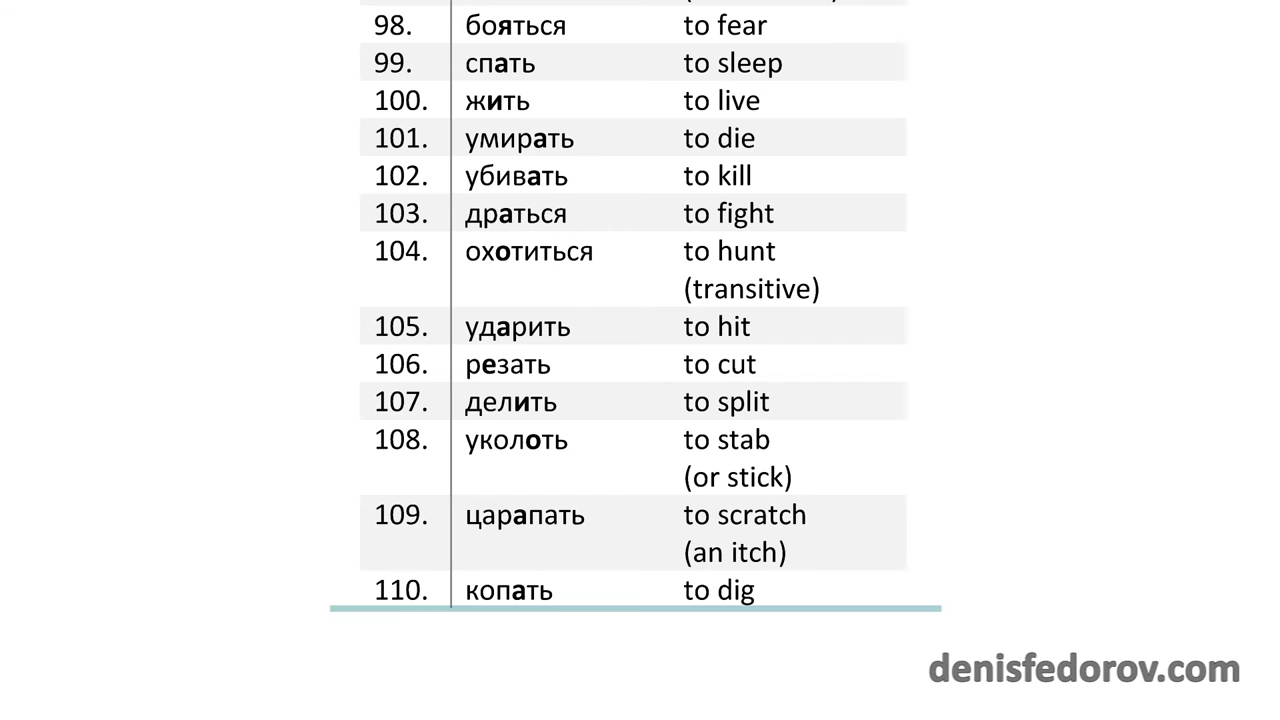 98. бояться to fear
99. спать to sleep
100. жить to live
101. умирать to die
102. убивать to kill
103. драться to fight
104. охотиться to hunt
(transitive)
105. ударить to hit
106. резать to cut
107. делить to split
108. уколоть to stab
(or stick)
109. царапать to scratch
(an itch)
110. копать to dig
denisfedorov.com